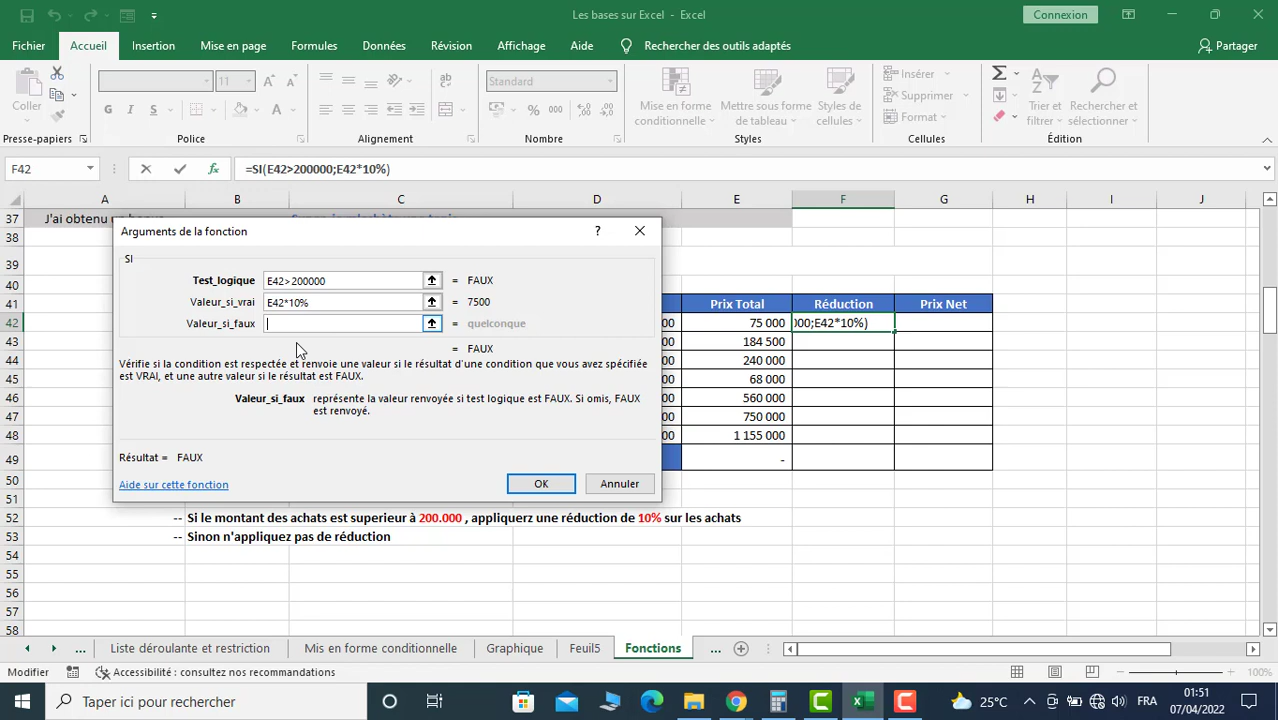 Les bases sur Excel - Excel
Connexion
Fichier Accueil Insertion Mise en page Formules Données Révision Affichage Aide Rechercher des outils adaptés Partager
Coller
11
Standard
Mise en forme conditionnelle
Mettre sous forme de tableau
Styles de cellules
Insérer
Supprimer
Format
Trier et filtrer
Rechercher et sélectionner
Presse-papiers Police Alignement Nombre Styles Cellules Édition
F42 =SI(E42>200000;E42*10%)
A B C D E F G H I J
37 J'ai obtenu un
38
39
40
41 Prix Total Réduction Prix Net
42 00 75 000 000;E42*10%)
43 00 184 500
44 00 240 000
45 00 68 000
46 00 560 000
47 00 750 000
48 00 1 155 000
49 -
50
51
52 -- Si le montant des achats est superieur à 200.000 , appliquerz une réduction de 10% sur les achats
53 -- Sinon n'appliquez pas de réduction
54
55
56
57
58
Arguments de la fonction ?
SI
Test_logique E42>200000 = FAUX
Valeur_si_vrai E42*10% = 7500
Valeur_si_faux = quelconque
= FAUX
Vérifie si la condition est respectée et renvoie une valeur si le résultat d'une condition que vous avez spécifiée
est VRAI, et une autre valeur si le résultat est FAUX.
Valeur_si_faux représente la valeur renvoyée si test logique est FAUX. Si omis, FAUX
est renvoyé.
Résultat = FAUX
Aide sur cette fonction OK Annuler
... Liste déroulante et restriction Mis en forme conditionnelle Graphique Feuil5 Fonctions ...
Modifier Accessibilité : consultez nos recommandations 100%
Taper ici pour rechercher 25°C FRA 01:51
07/04/2022